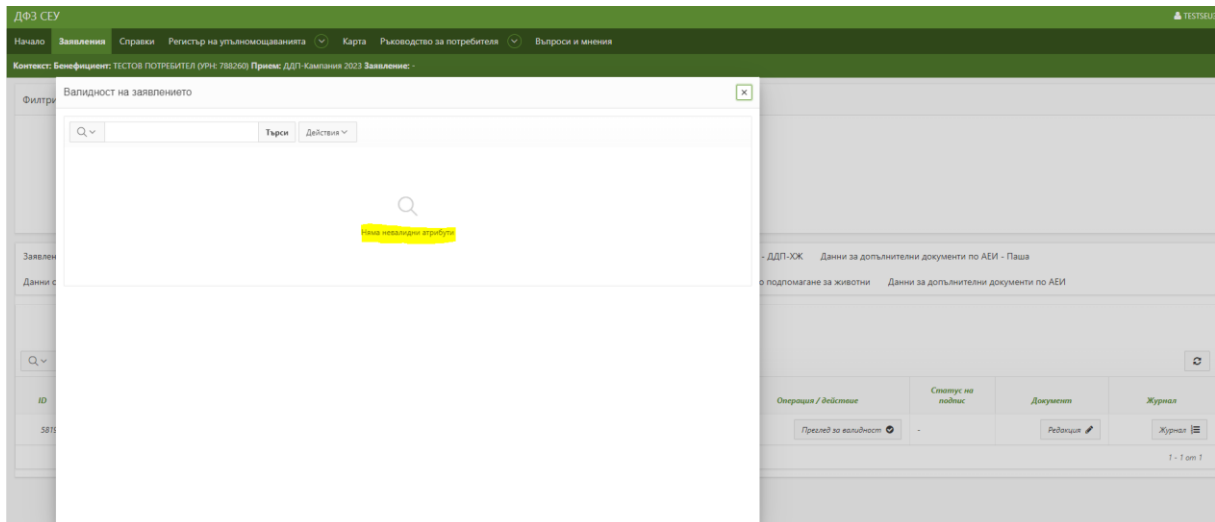 ДФЗ СЕУ
Начало Заявления Справки Регистър на упълномощаванията Карта Ръководство за потребителя Въпроси и мнения
Контекст: Бенефициент: ТЕСТОВ ПОТРЕБИТЕЛ (УРН: 788260) Прием: ДДП-Кампания 2023 Заявление: -
Филтри
Валидност на заявлението
Търси Действия
Няма невалидни атрибути
Заявлен - ДДП-ХЖ Данни за допълнителни документи по АЕИ - Паша
Данни с о подпомагане за животни Данни за допълнителни документи по АЕИ
ID Операция / действие Статус на подпис Документ Журнал
5819 Преглед за валидност - Редакция Журнал
1 - 1 от 1